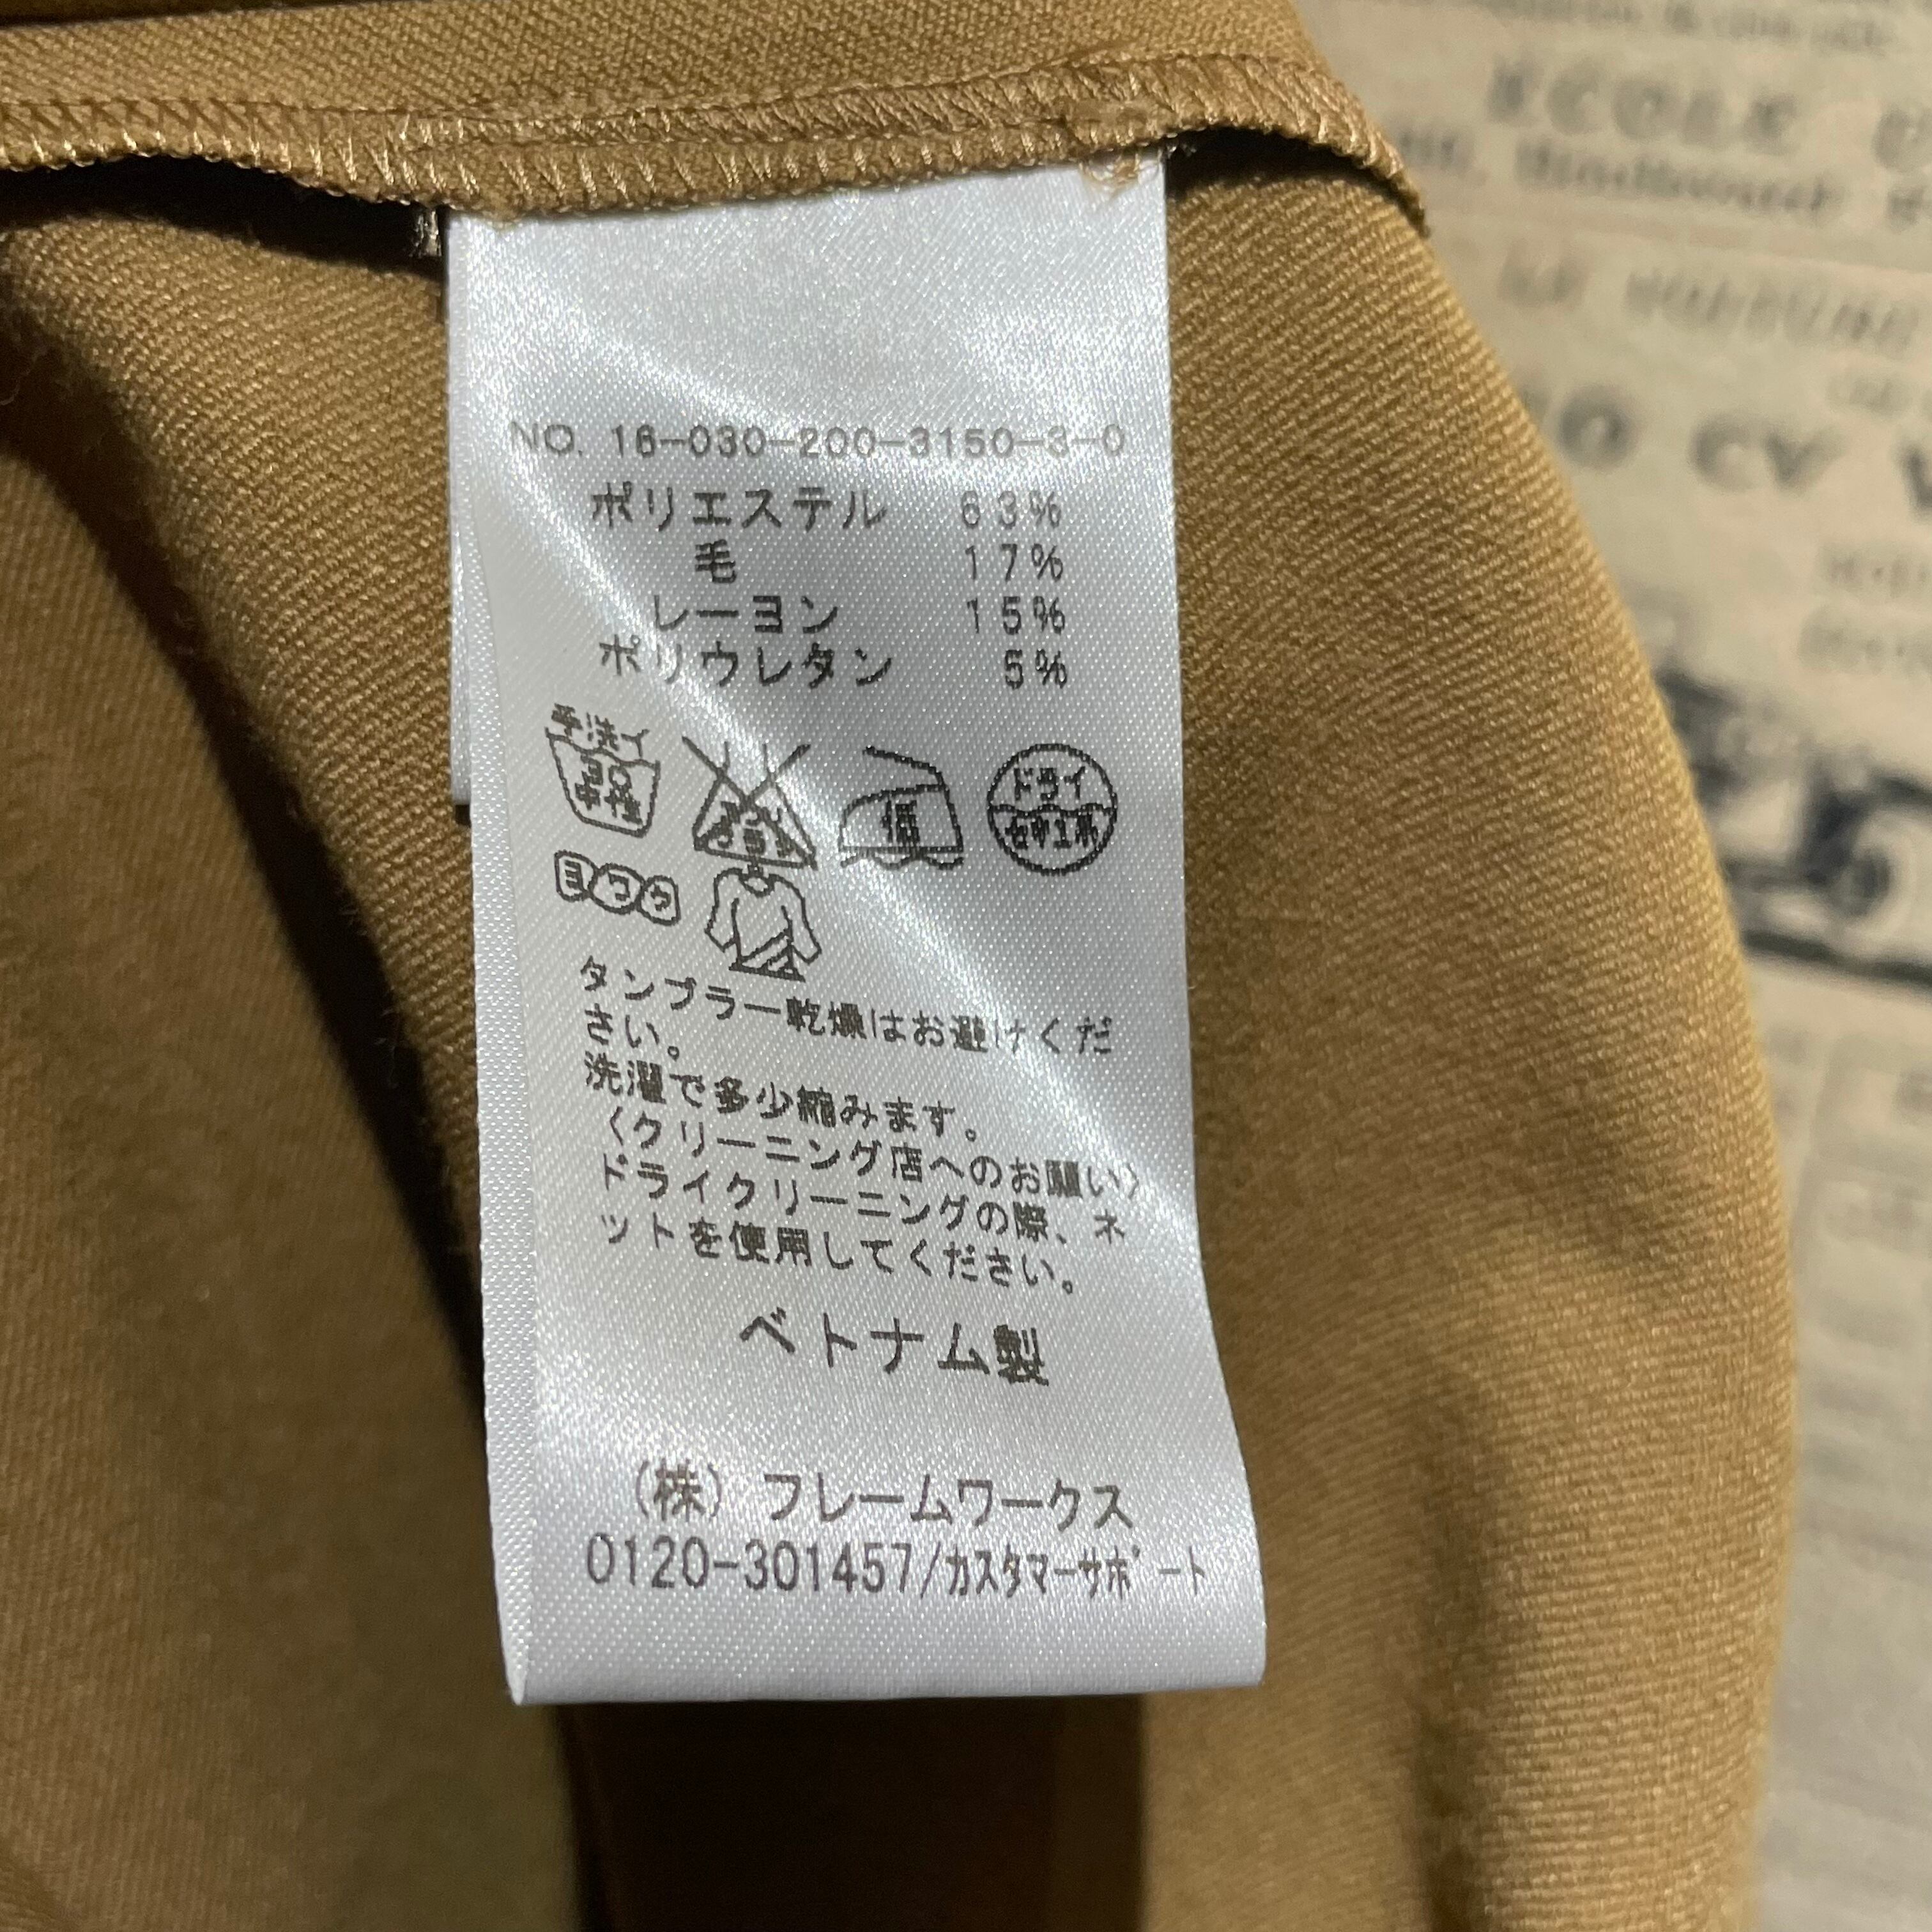 NO. 16-030-200-3150-3-0
ポリエステル 63%
毛 17%
レーヨン 15%
ポリウレタン 5%
手洗イ
中性
低
ドライ
セキユ系
ヨワク
タンブラー乾燥はお避けくだ
さい。
洗濯で多少縮みます。
〈クリーニング店へのお願い〉
ドライクリーニングの際、ネ
ットを使用してください。
ベトナム製
(株) フレームワークス
0120-301457/カスタマーサポート